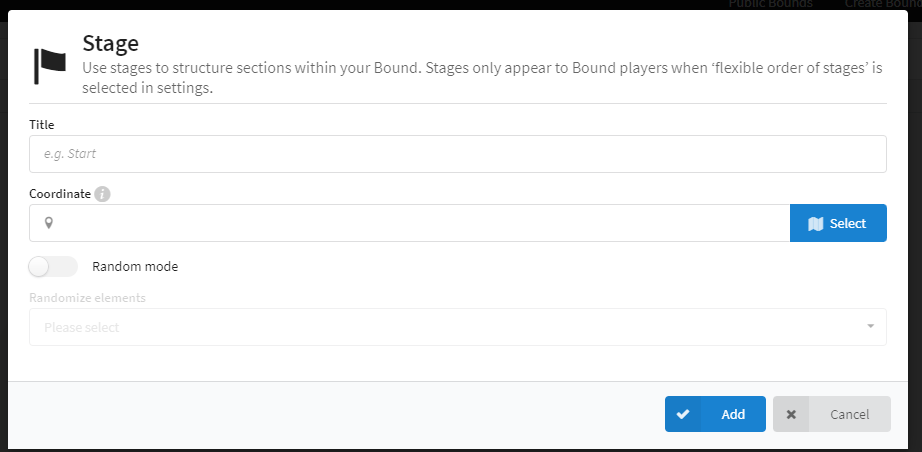 Public Bounds Create Bound
Stage
Use stages to structure sections within your Bound. Stages only appear to Bound players when ‘flexible order of stages’ is
selected in settings.
Title
e.g. Start
Coordinate i
Select
Random mode
Randomize elements
Please select
Add Cancel